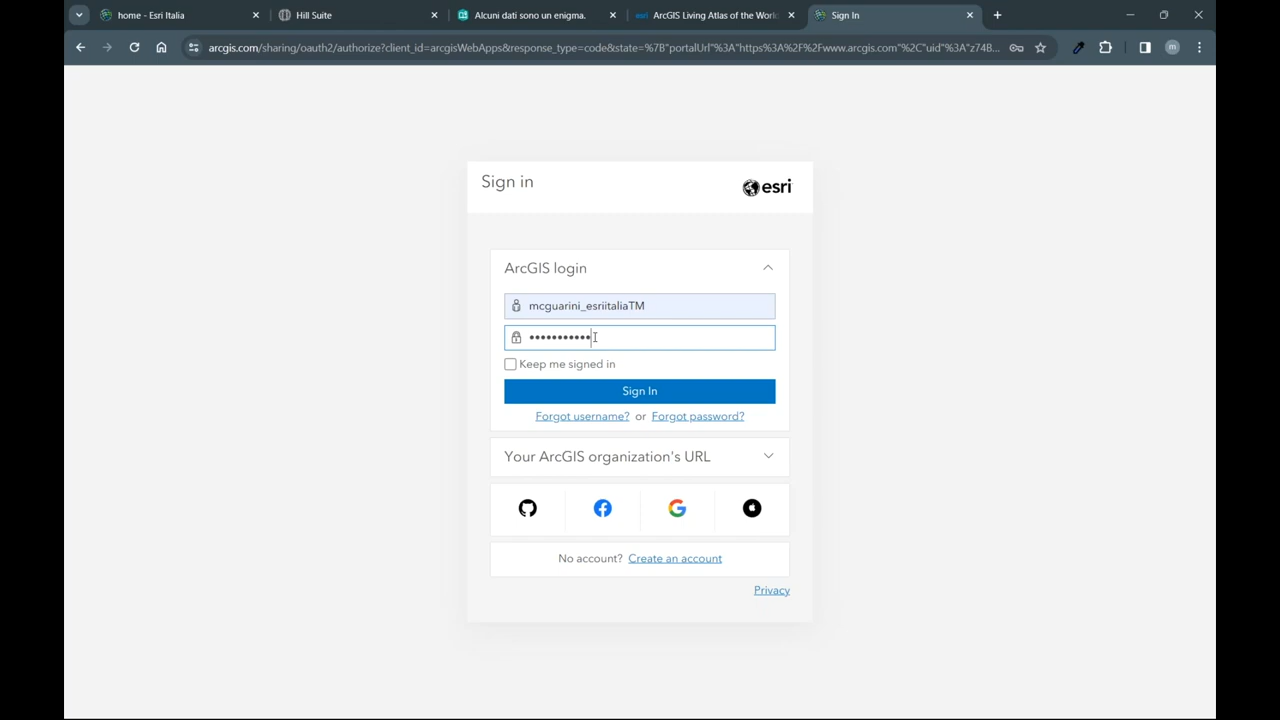 home - Esri Italia
Hill Suite
Alcuni dati sono un enigma.
ArcGIS Living Atlas of the World
Sign In
arcgis.com/sharing/oauth2/authorize?client_id=arcgisWebApps&response_type=code&state=%7B"portalUrl"%3A"https%3A%2F%2Fwww.arcgis.com"%2C"uid"%3A"z74B...
m
Sign in
esri
ArcGIS login
mcguarini_esriitaliaTM
•••••••••••
Keep me signed in
Sign In
Forgot username? or Forgot password?
Your ArcGIS organization's URL
No account? Create an account
Privacy